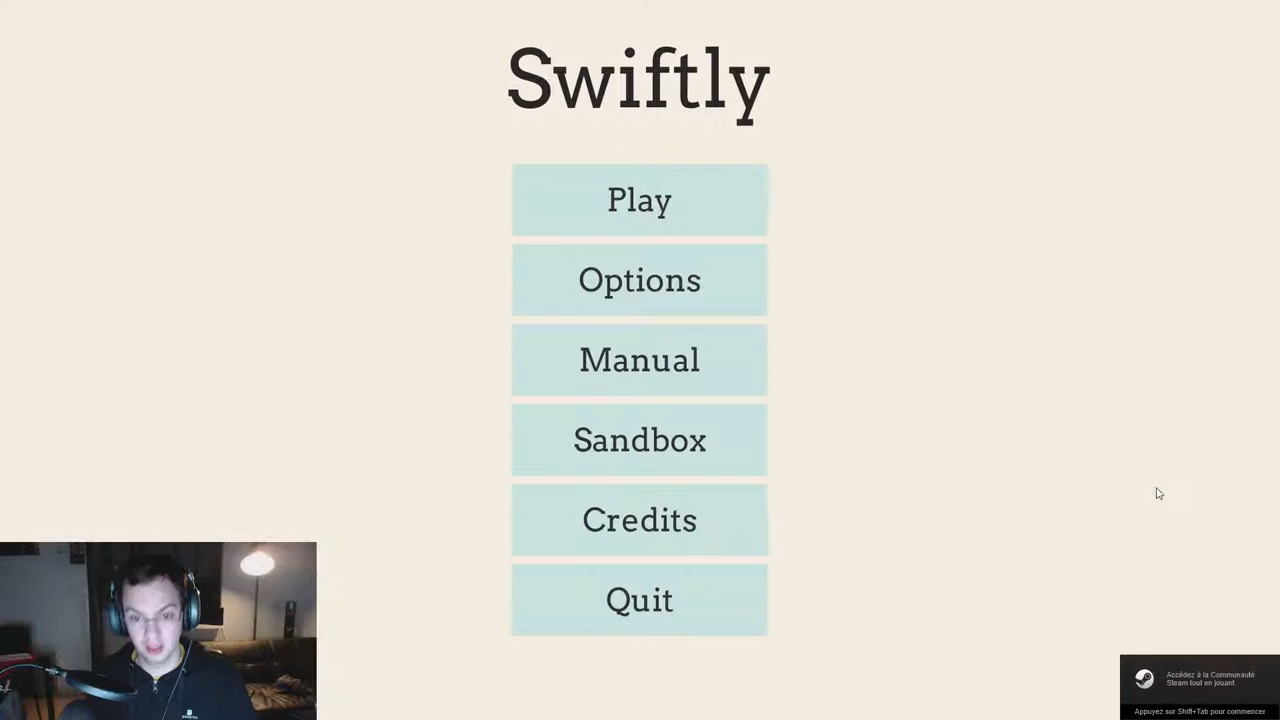 Swiftly
Play
Options
Manual
Sandbox
Credits
Quit
Accédez à la Communauté
Steam tout en jouant.
Appuyez sur Shift+Tab pour commencer